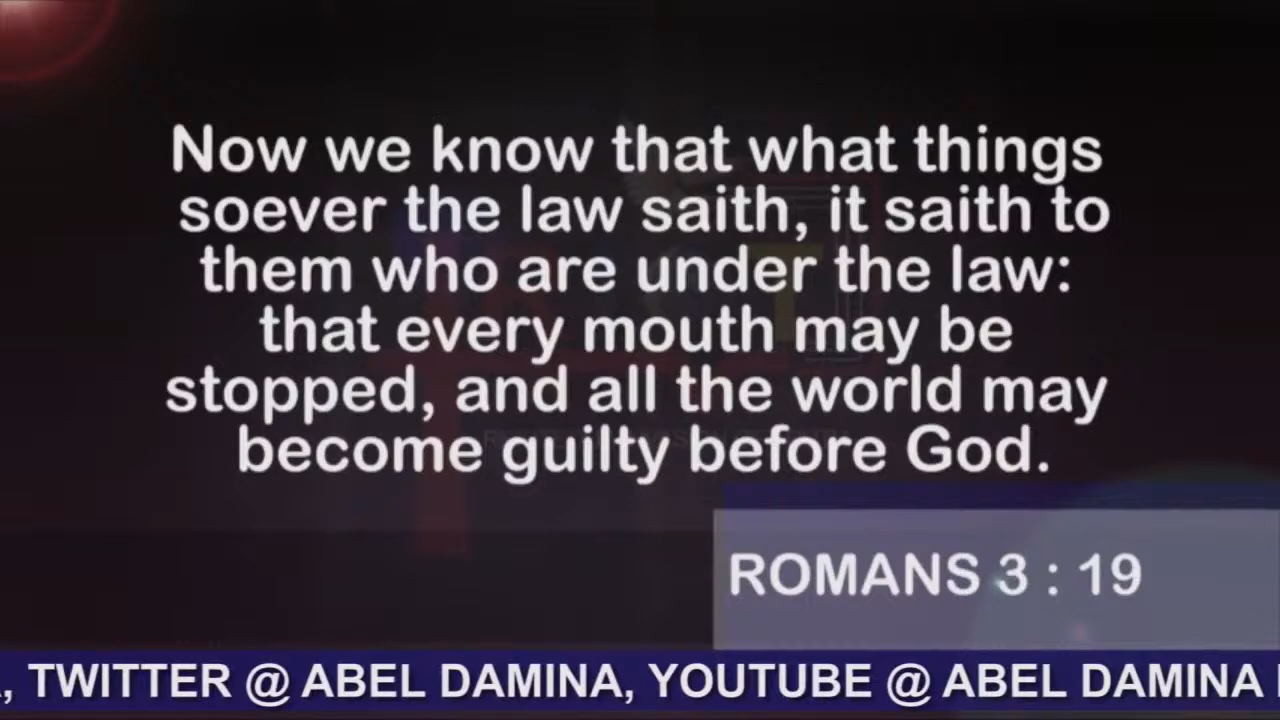 Now we know that what things
soever the law saith, it saith to
them who are under the law:
that every mouth may be
stopped, and all the world may
become guilty before God.
ROMANS 3 : 19
, TWITTER @ ABEL DAMINA, YOUTUBE @ ABEL DAMINA